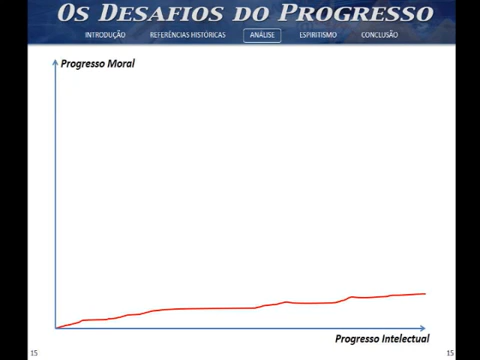 OS DESAFIOS DO PROGRESSO
INTRODUÇÃO REFERÊNCIAS HISTÓRICAS ANÁLISE ESPIRITISMO CONCLUSÃO
Progresso Moral
Progresso Intelectual
15 15